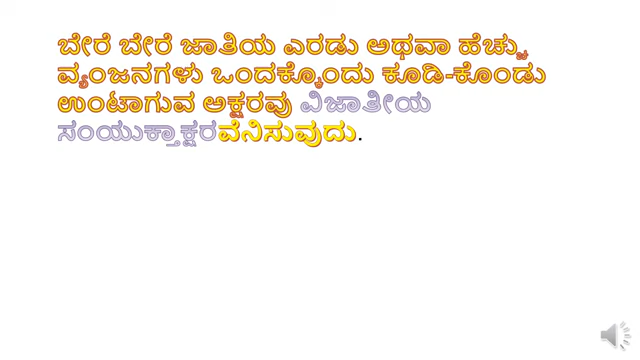 ಬೇರೆ ಬೇರೆ ಜಾತಿಯ ಎರಡು ಅಥವಾ ಹೆಚ್ಚು
ವ್ಯಂಜನಗಳು ಒಂದಕ್ಕೊಂದು ಕೂಡಿ-ಕೊಂಡು
ಉಂಟಾಗುವ ಅಕ್ಷರವು ವಿಜಾತೀಯ
ಸಂಯುಕ್ತಾಕ್ಷರವೆನಿಸುವುದು.